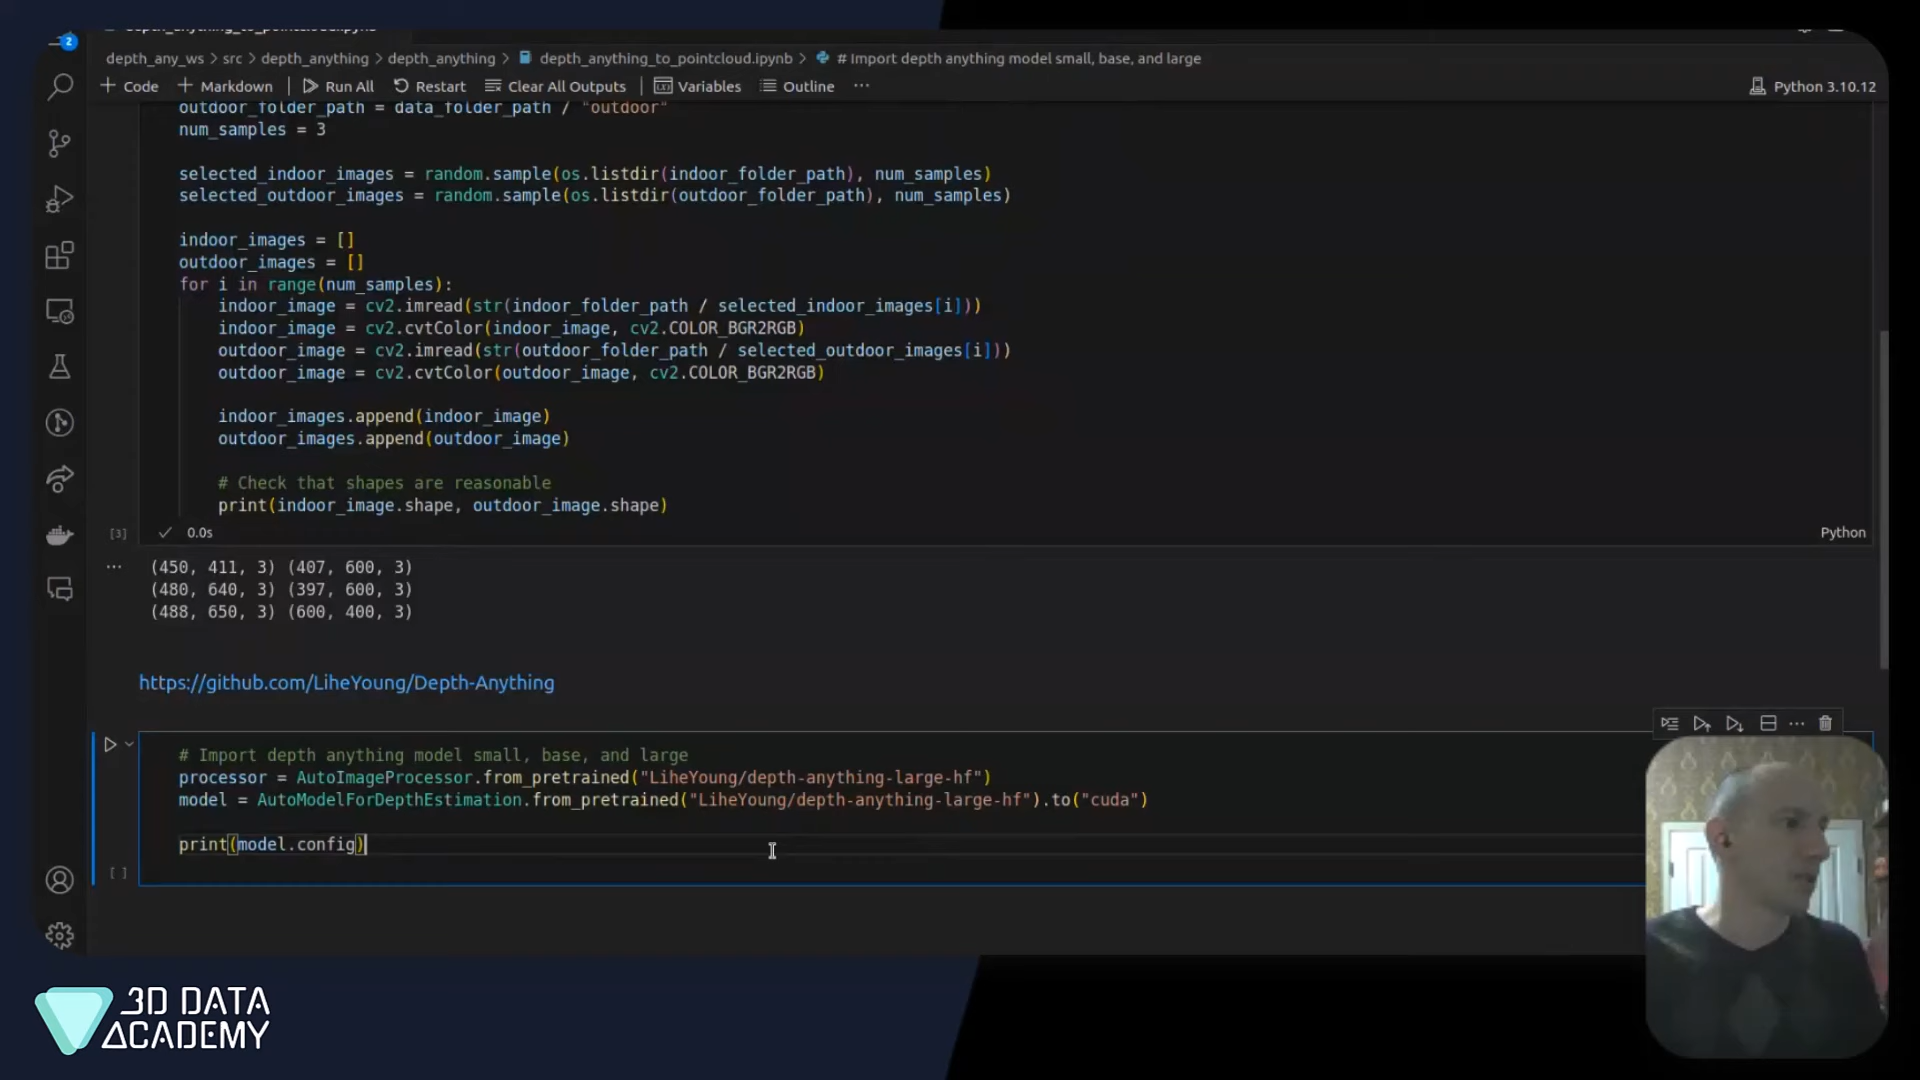 depth_anything_to_pointcloud.ipynb
2
depth_any_ws > src > depth_anything > depth_anything > depth_anything_to_pointcloud.ipynb > # Import depth anything model small, base, and large
+ Code + Markdown Run All Restart Clear All Outputs Variables Outline ... Python 3.10.12
outdoor_folder_path = data_folder_path / "outdoor"
num_samples = 3
selected_indoor_images = random.sample(os.listdir(indoor_folder_path), num_samples)
selected_outdoor_images = random.sample(os.listdir(outdoor_folder_path), num_samples)
indoor_images = []
outdoor_images = []
for i in range(num_samples):
indoor_image = cv2.imread(str(indoor_folder_path / selected_indoor_images[i]))
indoor_image = cv2.cvtColor(indoor_image, cv2.COLOR_BGR2RGB)
outdoor_image = cv2.imread(str(outdoor_folder_path / selected_outdoor_images[i]))
outdoor_image = cv2.cvtColor(outdoor_image, cv2.COLOR_BGR2RGB)
indoor_images.append(indoor_image)
outdoor_images.append(outdoor_image)
# Check that shapes are reasonable
print(indoor_image.shape, outdoor_image.shape)
[3] 0.0s Python
... (450, 411, 3) (407, 600, 3)
(480, 640, 3) (397, 600, 3)
(488, 650, 3) (600, 400, 3)
https://github.com/LiheYoung/Depth-Anything
# Import depth anything model small, base, and large
processor = AutoImageProcessor.from_pretrained("LiheYoung/depth-anything-large-hf")
model = AutoModelForDepthEstimation.from_pretrained("LiheYoung/depth-anything-large-hf").to("cuda")
print(model.config)
[ ]
3D DATA
ACADEMY